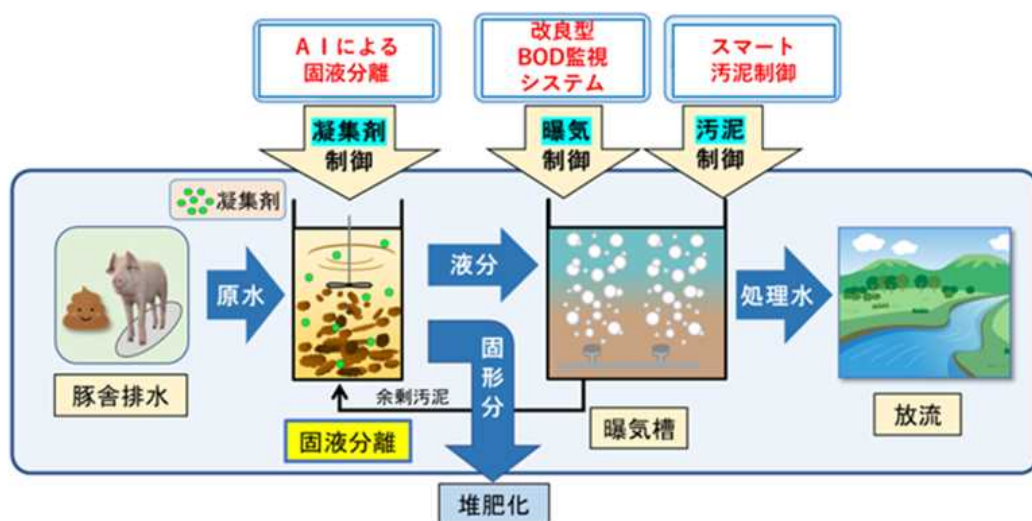 AIによる
固液分離
改良型
BOD監視
システム
スマート
汚泥制御
凝集剤
制御
曝気
制御
汚泥
制御
凝集剤
原水
液分
処理水
固形分
豚舎排水
余剰汚泥
固液分離
曝気槽
放流
堆肥化